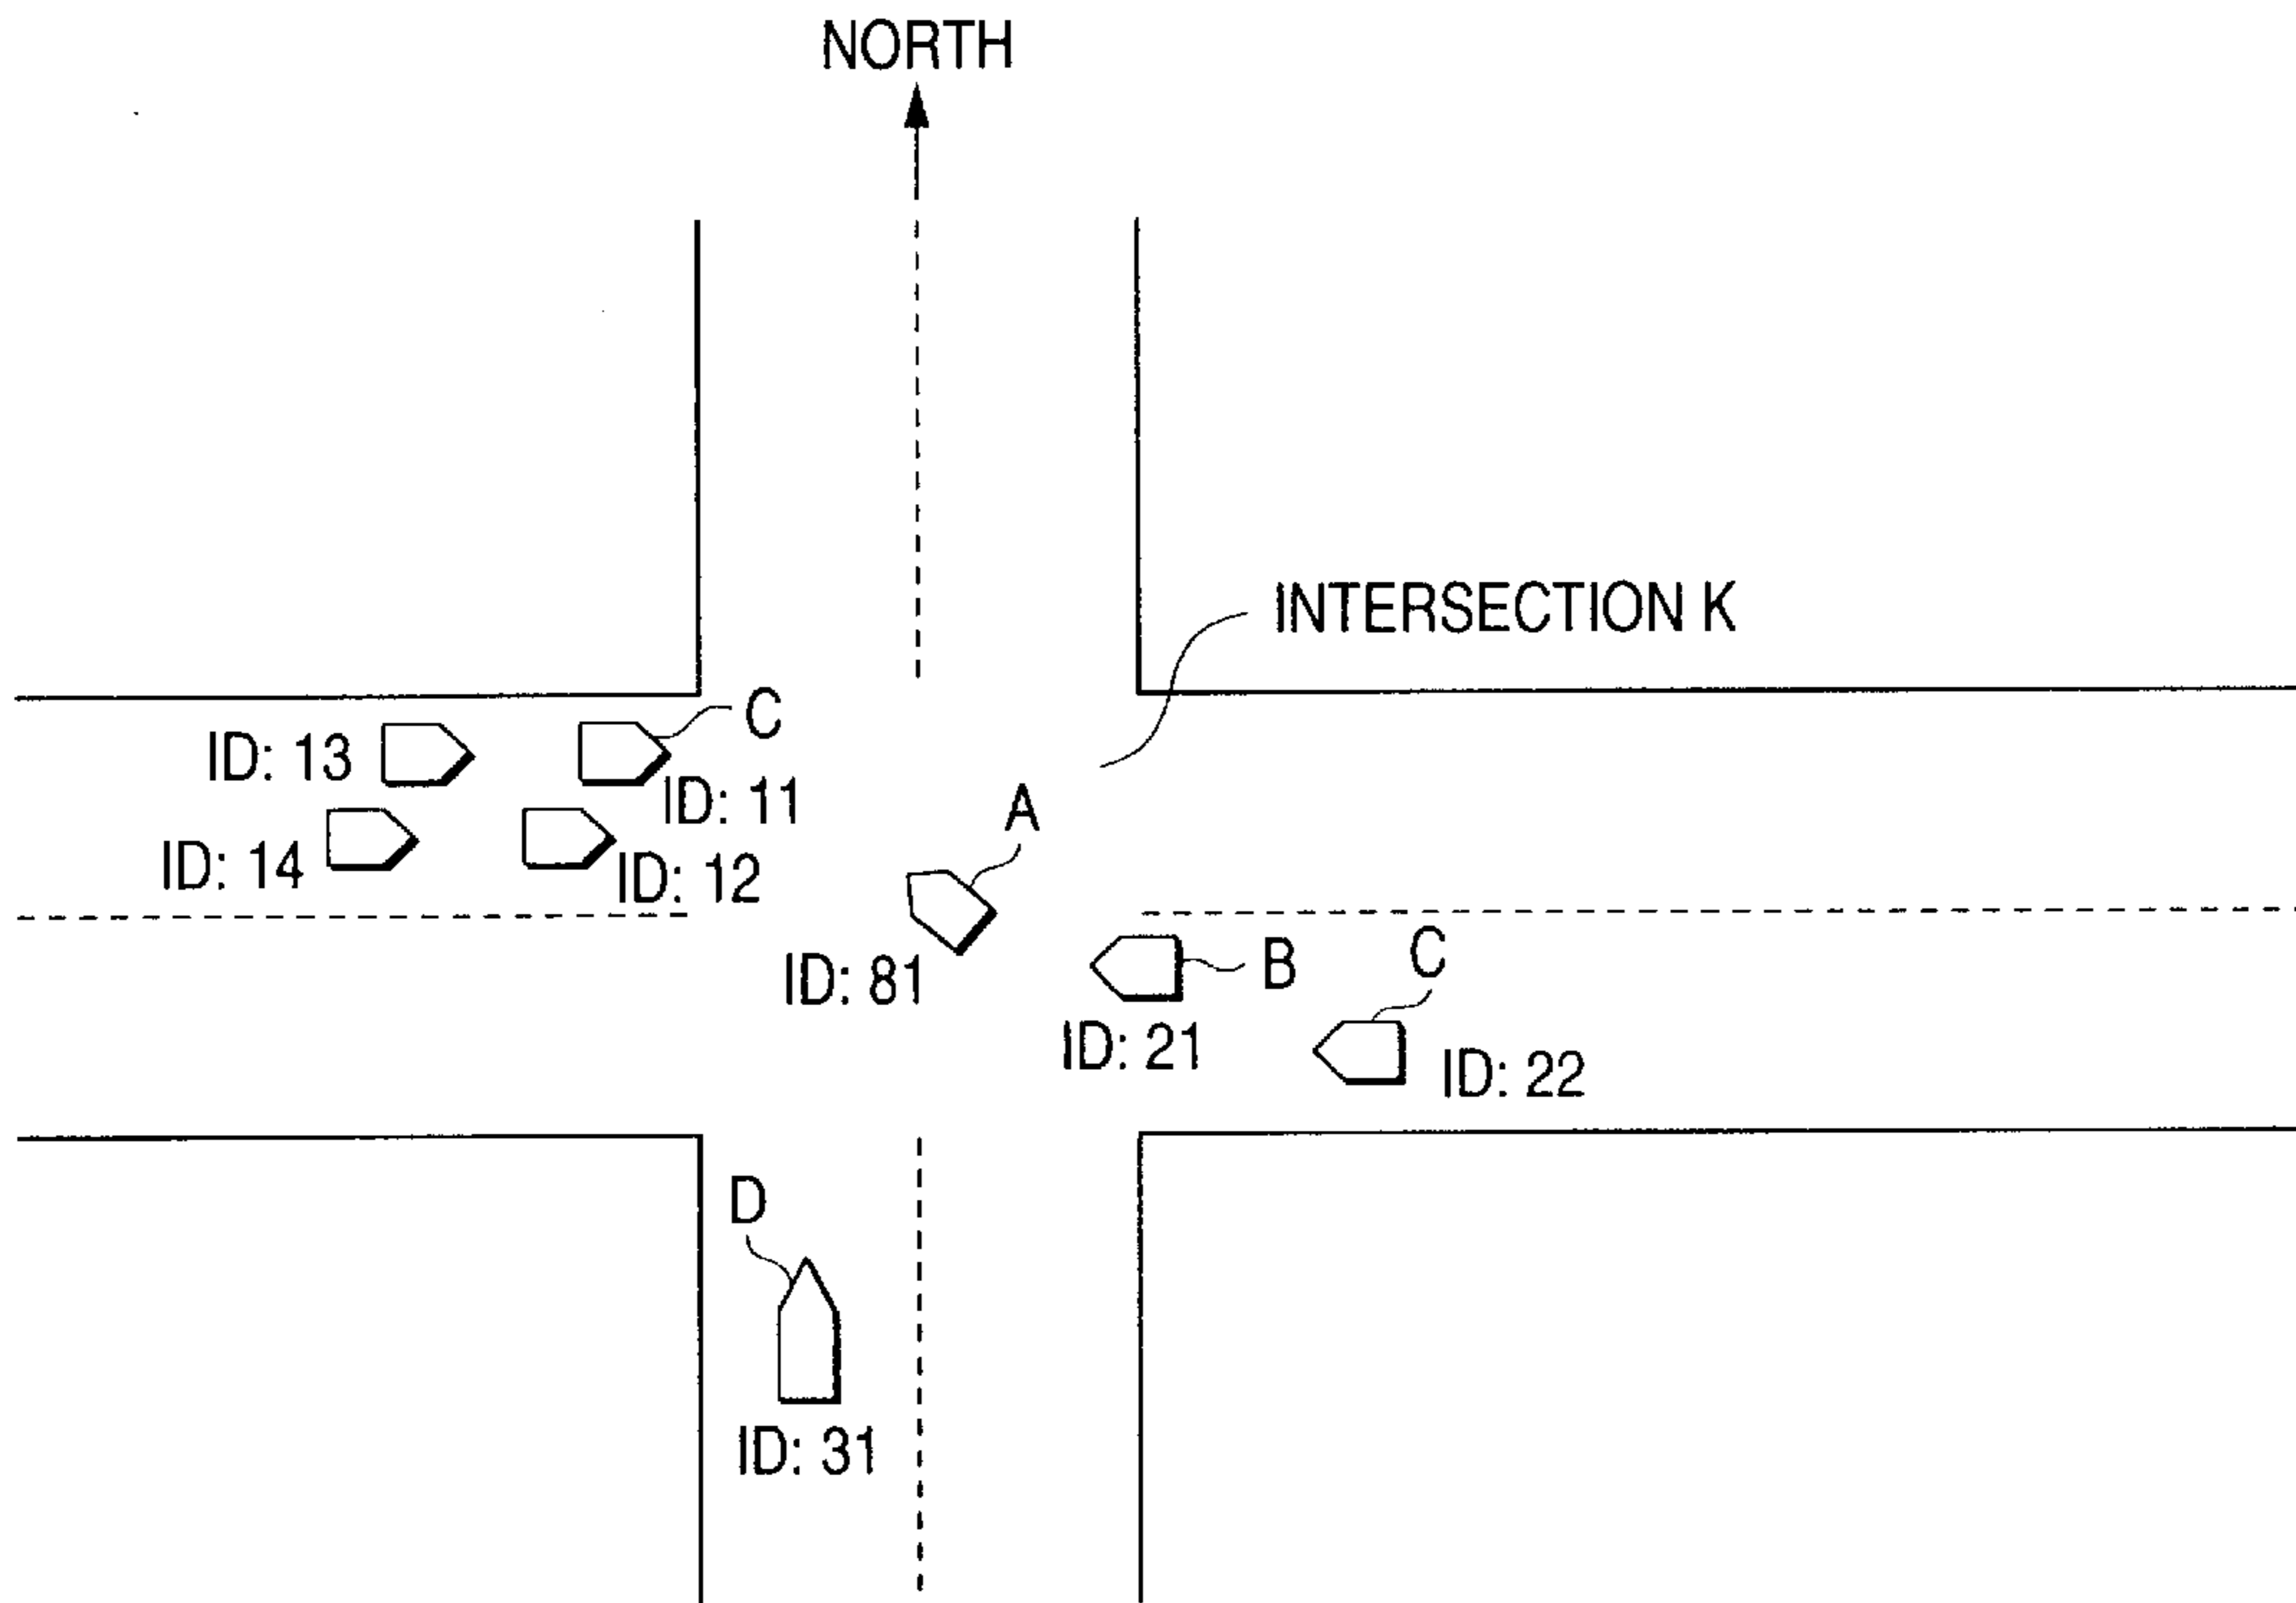 NORTH
INTERSECTION K
C
ID: 13
ID: 11
A
ID: 14
ID: 12
B
C
ID: 81
ID: 21
ID: 22
D
ID: 31